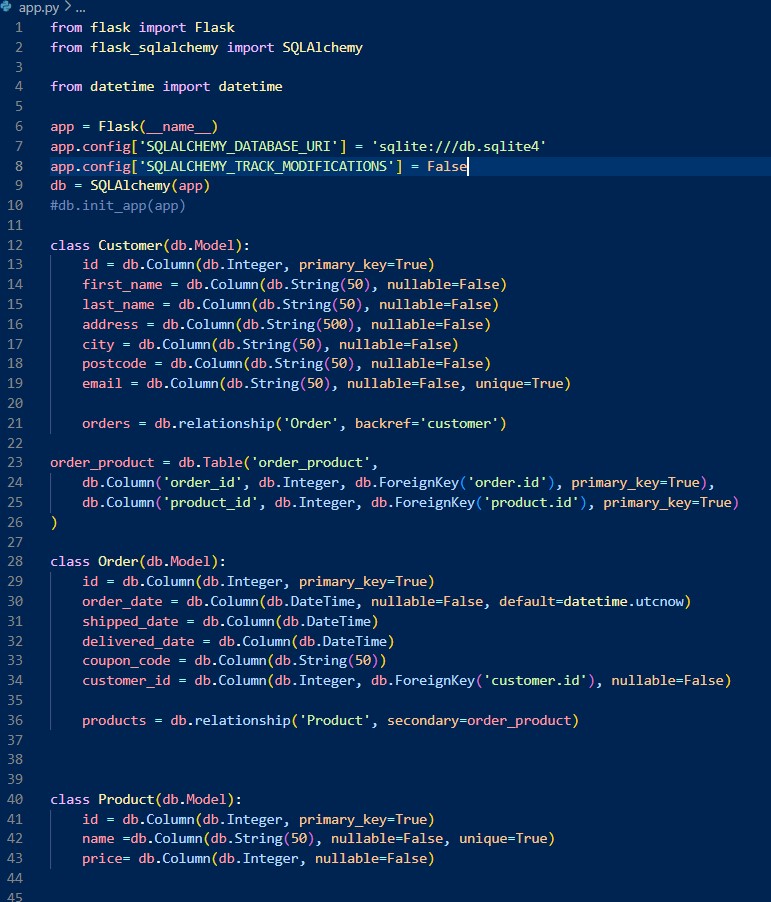 app.py > ...
1 from flask import Flask
2 from flask_sqlalchemy import SQLAlchemy
3
4 from datetime import datetime
5
6 app = Flask(__name__)
7 app.config['SQLALCHEMY_DATABASE_URI'] = 'sqlite:///db.sqlite4'
8 app.config['SQLALCHEMY_TRACK_MODIFICATIONS'] = False
9 db = SQLAlchemy(app)
10 #db.init_app(app)
11
12 class Customer(db.Model):
13     id = db.Column(db.Integer, primary_key=True)
14     first_name = db.Column(db.String(50), nullable=False)
15     last_name = db.Column(db.String(50), nullable=False)
16     address = db.Column(db.String(500), nullable=False)
17     city = db.Column(db.String(50), nullable=False)
18     postcode = db.Column(db.String(50), nullable=False)
19     email = db.Column(db.String(50), nullable=False, unique=True)
20
21     orders = db.relationship('Order', backref='customer')
22
23 order_product = db.Table('order_product',
24     db.Column('order_id', db.Integer, db.ForeignKey('order.id'), primary_key=True),
25     db.Column('product_id', db.Integer, db.ForeignKey('product.id'), primary_key=True)
26 )
27
28 class Order(db.Model):
29     id = db.Column(db.Integer, primary_key=True)
30     order_date = db.Column(db.DateTime, nullable=False, default=datetime.utcnow)
31     shipped_date = db.Column(db.DateTime)
32     delivered_date = db.Column(db.DateTime)
33     coupon_code = db.Column(db.String(50))
34     customer_id = db.Column(db.Integer, db.ForeignKey('customer.id'), nullable=False)
35
36     products = db.relationship('Product', secondary=order_product)
37
38
39
40 class Product(db.Model):
41     id = db.Column(db.Integer, primary_key=True)
42     name =db.Column(db.String(50), nullable=False, unique=True)
43     price= db.Column(db.Integer, nullable=False)
44
45